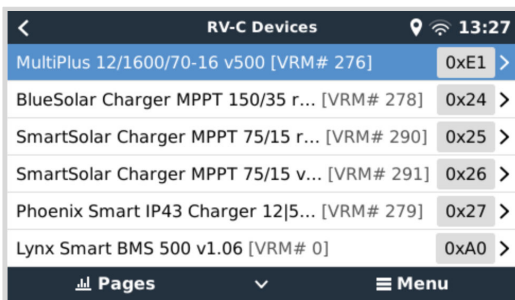 RV-C Devices 13:27
MultiPlus 12/1600/70-16 v500 [VRM# 276] 0xE1
BlueSolar Charger MPPT 150/35 r... [VRM# 278] 0x24
SmartSolar Charger MPPT 75/15 r... [VRM# 290] 0x25
SmartSolar Charger MPPT 75/15 v... [VRM# 291] 0x26
Phoenix Smart IP43 Charger 12|5... [VRM# 279] 0x27
Lynx Smart BMS 500 v1.06 [VRM# 0] 0xA0
Pages Menu